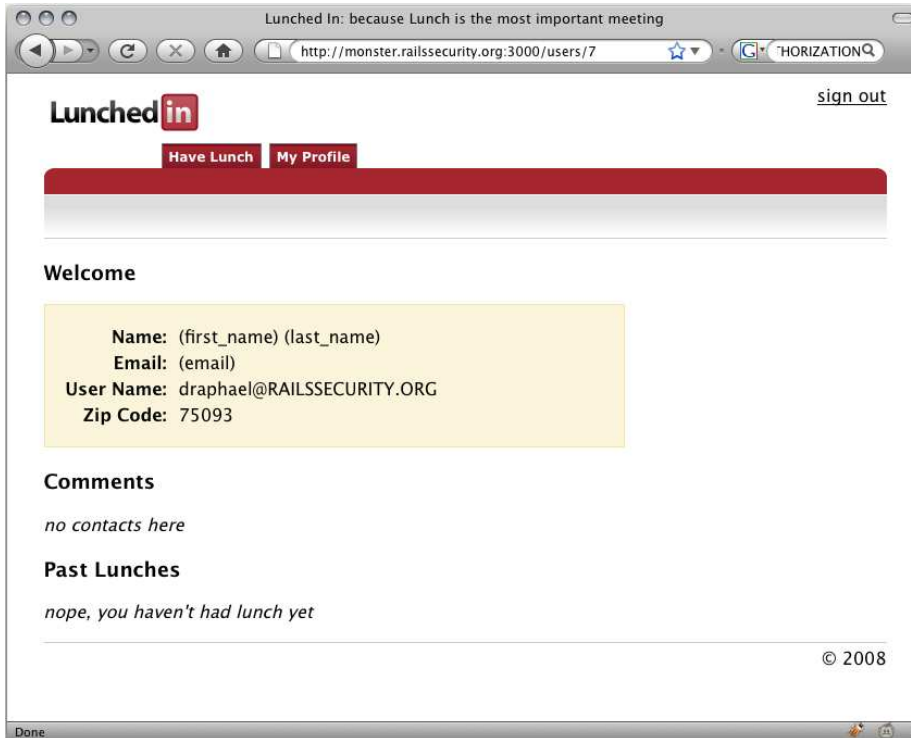 Lunched In: because Lunch is the most important meeting
http://monster.railssecurity.org:3000/users/7
HORIZATION
Lunched in
sign out
Have Lunch My Profile
Welcome
Name: (first_name) (last_name)
Email: (email)
User Name: draphael@RAILSSECURITY.ORG
Zip Code: 75093
Comments
no contacts here
Past Lunches
nope, you haven't had lunch yet
© 2008
Done